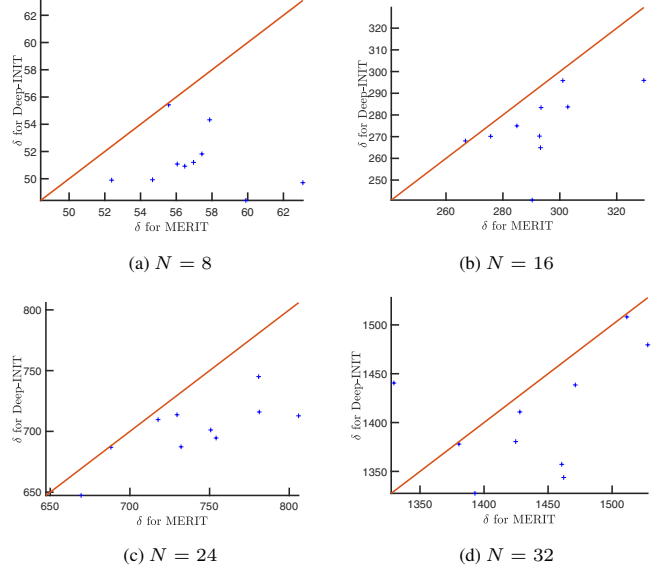 62
60
58
56
54
52
50
δ for Deep-INIT
50 52 54 56 58 60 62
δ for MERIT
(a) N = 8
320
310
300
290
280
270
260
250
δ for Deep-INIT
260 280 300 320
δ for MERIT
(b) N = 16
800
750
700
650
δ for Deep-INIT
650 700 750 800
δ for MERIT
(c) N = 24
1500
1450
1400
1350
δ for Deep-INIT
1350 1400 1450 1500
δ for MERIT
(d) N = 32